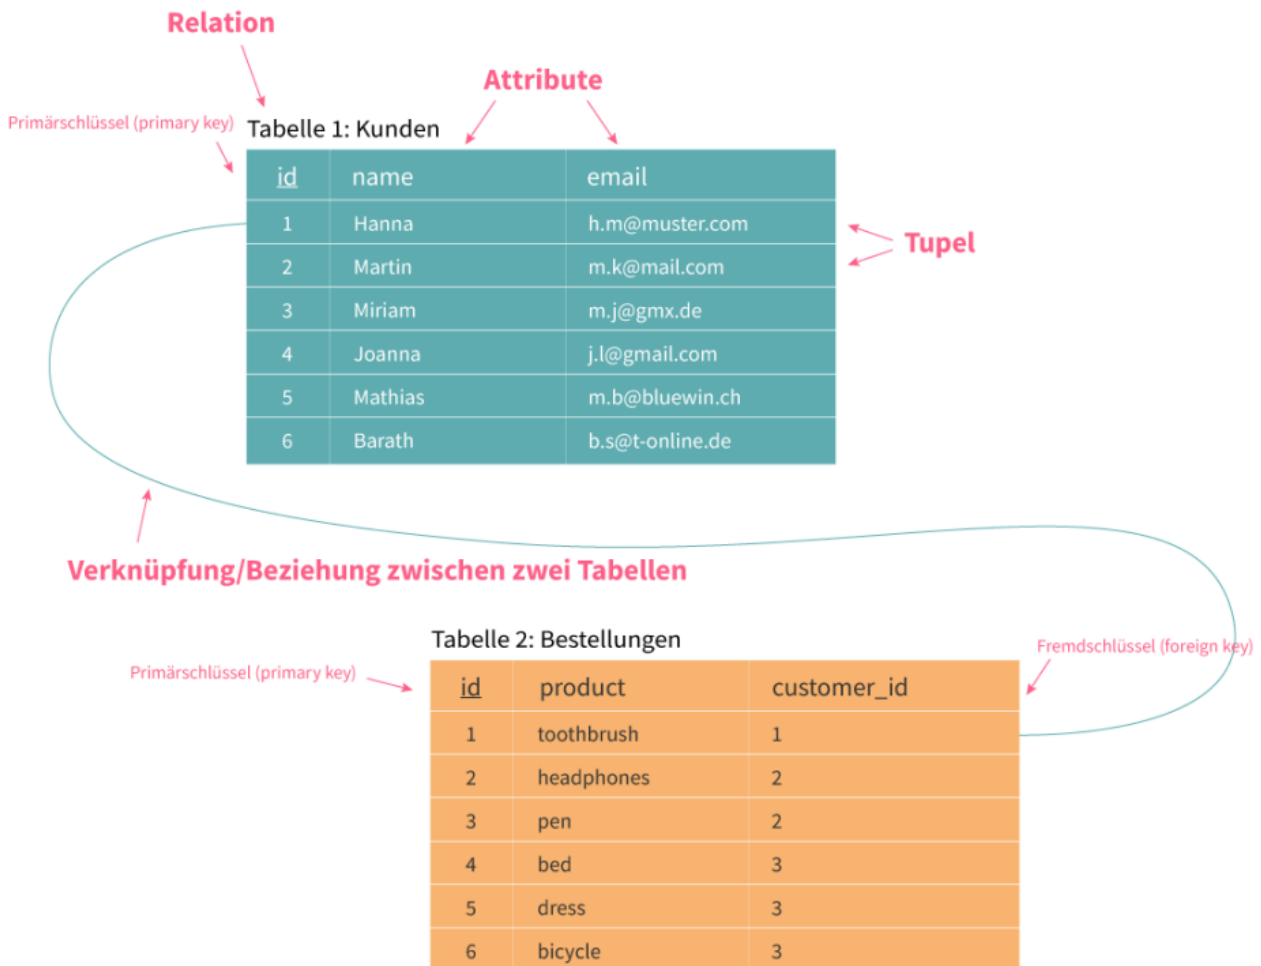 Relation
Attribute
Primärschlüssel (primary key)
Tabelle 1: Kunden
id name email
1 Hanna h.m@muster.com
2 Martin m.k@mail.com
Tupel
3 Miriam m.j@gmx.de
4 Joanna j.l@gmail.com
5 Mathias m.b@bluewin.ch
6 Barath b.s@t-online.de
Verknüpfung/Beziehung zwischen zwei Tabellen
Tabelle 2: Bestellungen
Fremdschlüssel (foreign key)
Primärschlüssel (primary key)
id product customer_id
1 toothbrush 1
2 headphones 2
3 pen 2
4 bed 3
5 dress 3
6 bicycle 3